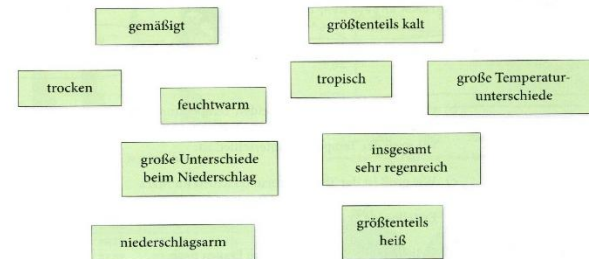 gemäßigt
größtenteils kalt
trocken
feuchtwarm
tropisch
große Temperatur-
unterschiede
große Unterschiede
beim Niederschlag
insgesamt
sehr regenreich
niederschlagsarm
größtenteils
heiß